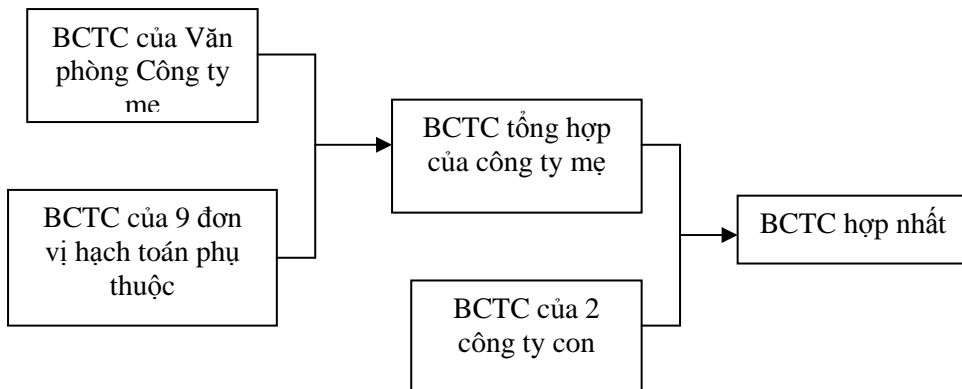 BCTC của Văn
phòng Công ty
mẹ
BCTC của 9 đơn
vị hạch toán phụ
thuộc
BCTC tổng hợp
của công ty mẹ
BCTC của 2
công ty con
BCTC hợp nhất